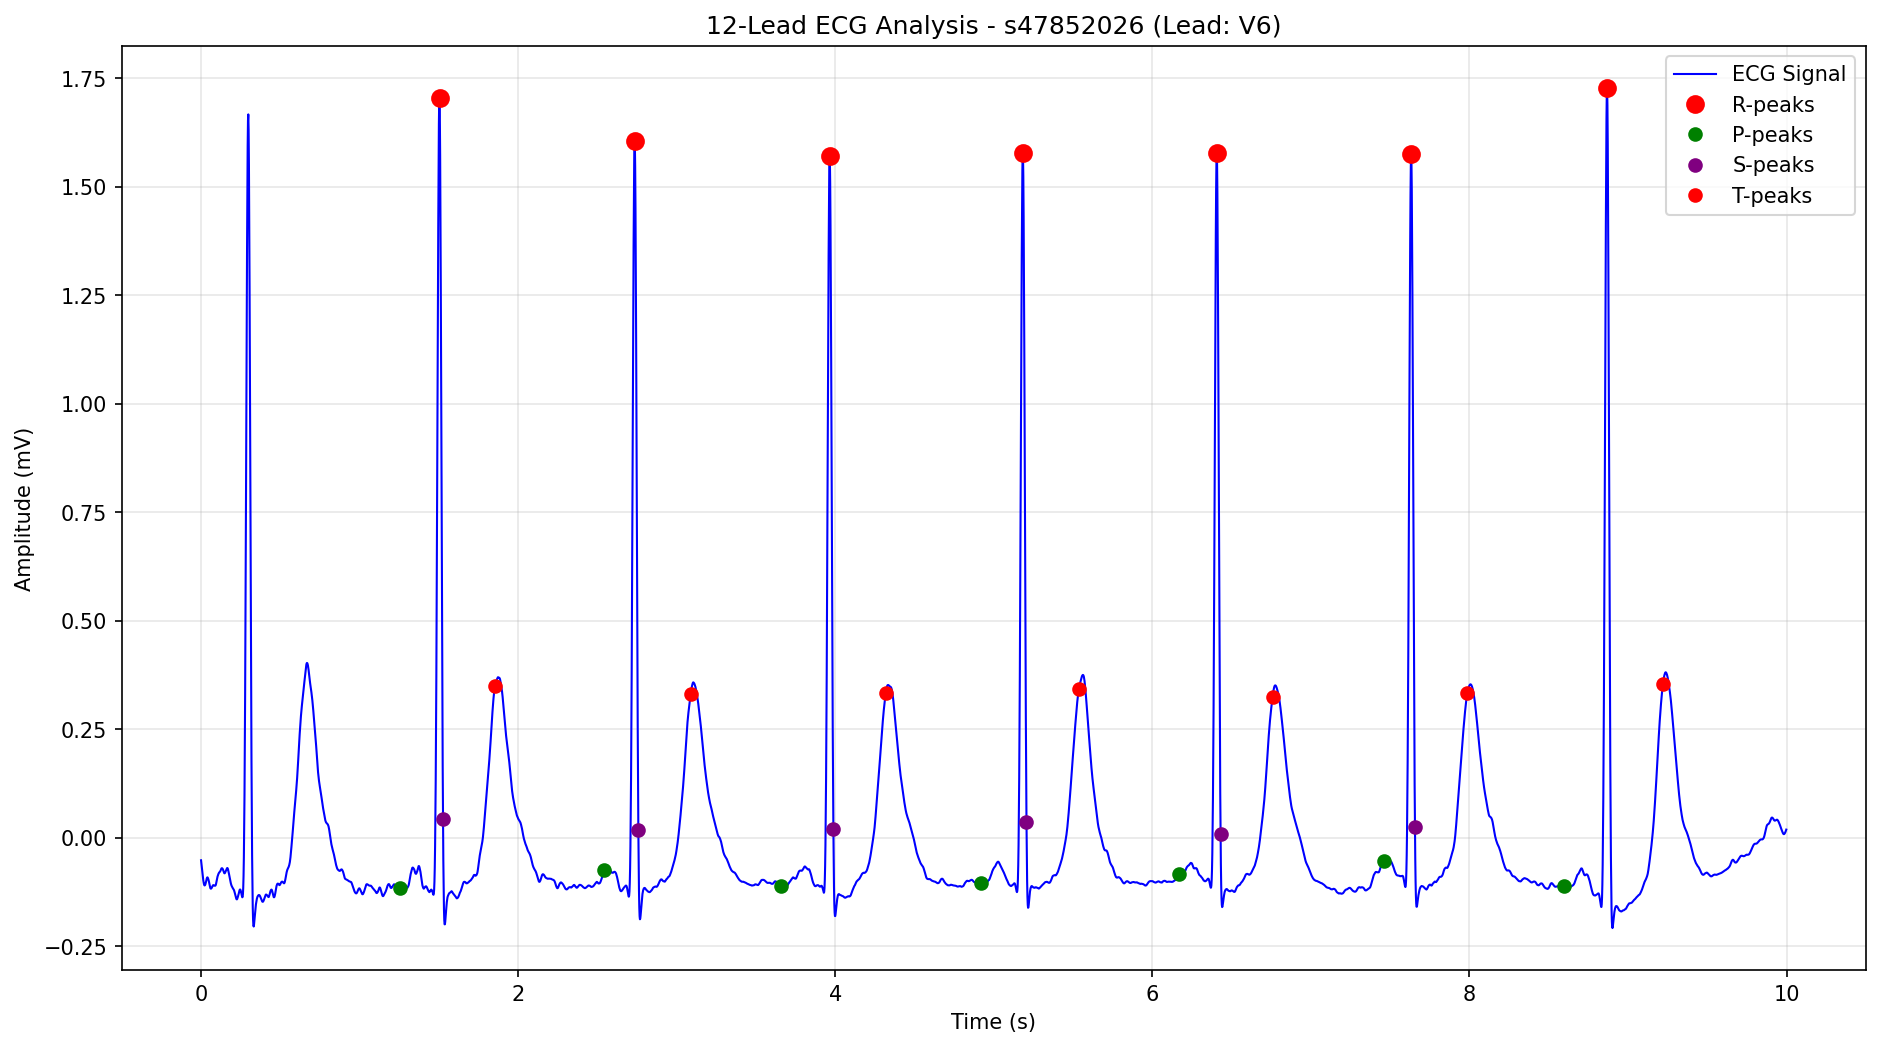 12-Lead ECG Analysis - s47852026 (Lead: V6)
ECG Signal
R-peaks
P-peaks
S-peaks
T-peaks
1.75
1.50
1.25
1.00
0.75
0.50
0.25
0.00
−0.25
Amplitude (mV)
0 2 4 6 8 10
Time (s)